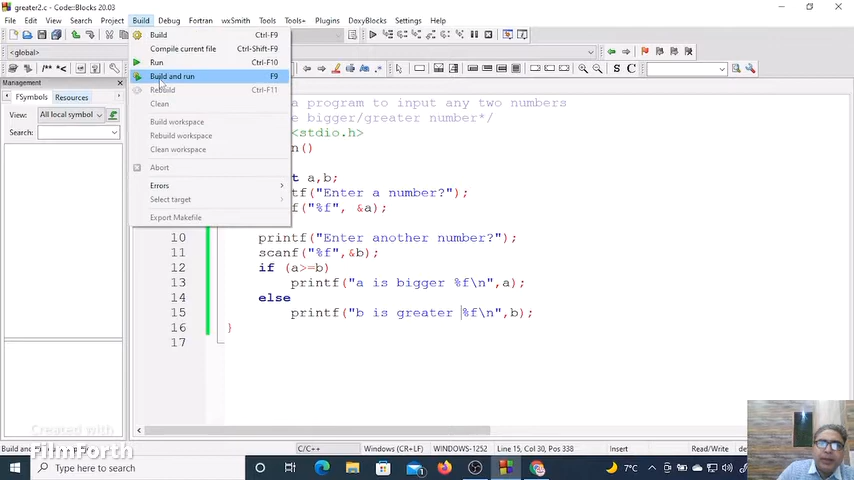 greater2.c - Code::Blocks 20.03
File Edit View Search Project Build Debug Fortran wxSmith Tools Tools+ Plugins DoxyBlocks Settings Help
<global>
/** *<
S C
Management
FSymbols Resources
All local symbol
Search:
Build Ctrl-F9
Compile current file Ctrl-Shift-F9
Run Ctrl-F10
Build and run F9
Rebuild Ctrl-F11
Clean
Build workspace
Rebuild workspace
Clean workspace
Abort
Errors
Select target
Export Makefile
a program to input any two numbers
e bigger/greater number*/
<stdio.h>
n()
t a,b;
tf("Enter a number?");
f("%f", &a);
10 printf("Enter another number?");
11 scanf("%f",&b);
12 if (a>=b)
13 printf("a is bigger %f\n",a);
14 else
15 printf("b is greater %f\n",b);
16 }
17
Created with
FilmForth
C/C++ Windows (CR+LF) WINDOWS-1252 Line 15, Col 30, Pos 338 Insert Read/Write
Type here to search
7°C